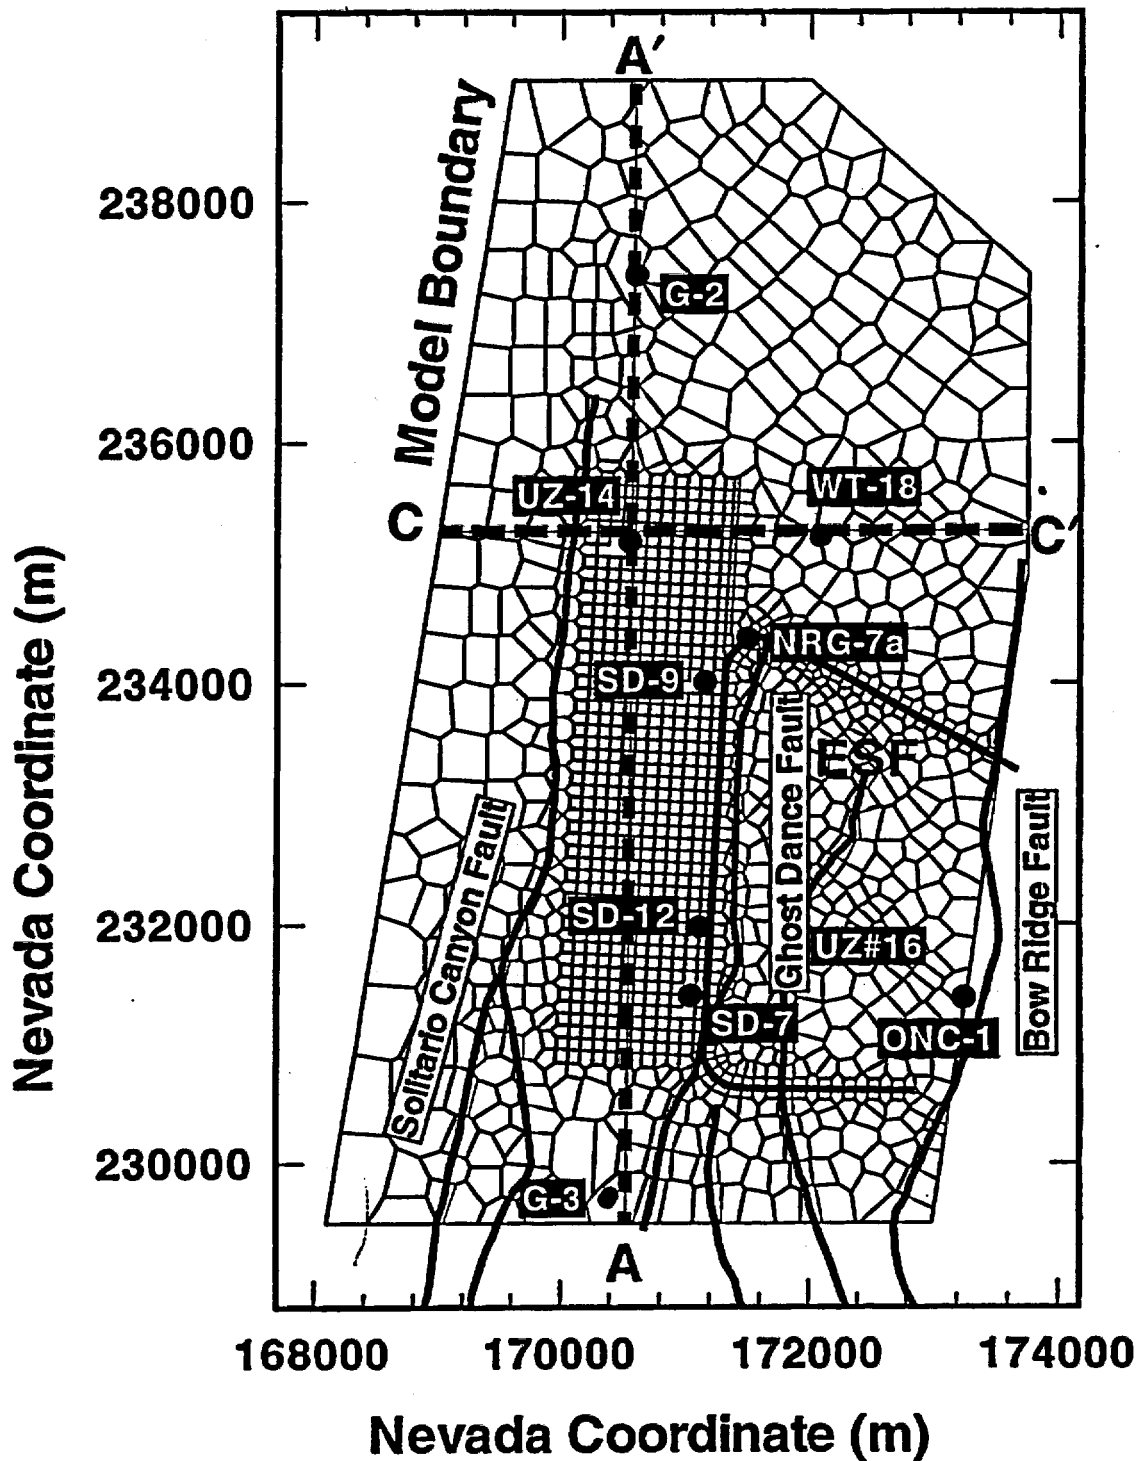 A′
Model Boundary
238000
G-2
236000
UZ-14
WT-18
C
C′
NRG-7a
234000
SD-9
Ghost Dance Fault
ESF
Solitario Canyon Fault
Bow Ridge Fault
232000
SD-12
UZ#16
SD-7
ONC-1
230000
G-3
A
168000
170000
172000
174000
Nevada Coordinate (m)
Nevada Coordinate (m)